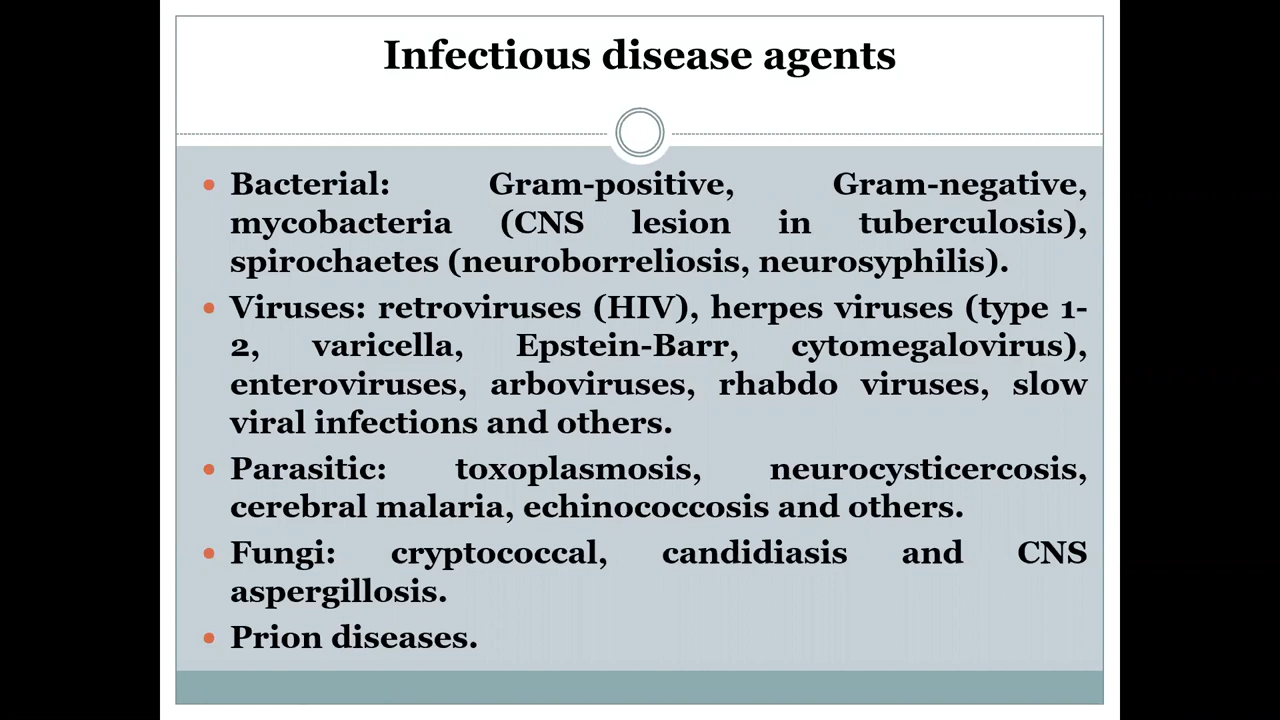 Infectious disease agents
• Bacterial: Gram-positive, Gram-negative,
mycobacteria (CNS lesion in tuberculosis),
spirochaetes (neuroborreliosis, neurosyphilis).
• Viruses: retroviruses (HIV), herpes viruses (type 1-
2, varicella, Epstein-Barr, cytomegalovirus),
enteroviruses, arboviruses, rhabdo viruses, slow
viral infections and others.
• Parasitic: toxoplasmosis, neurocysticercosis,
cerebral malaria, echinococcosis and others.
• Fungi: cryptococcal, candidiasis and CNS
aspergillosis.
• Prion diseases.